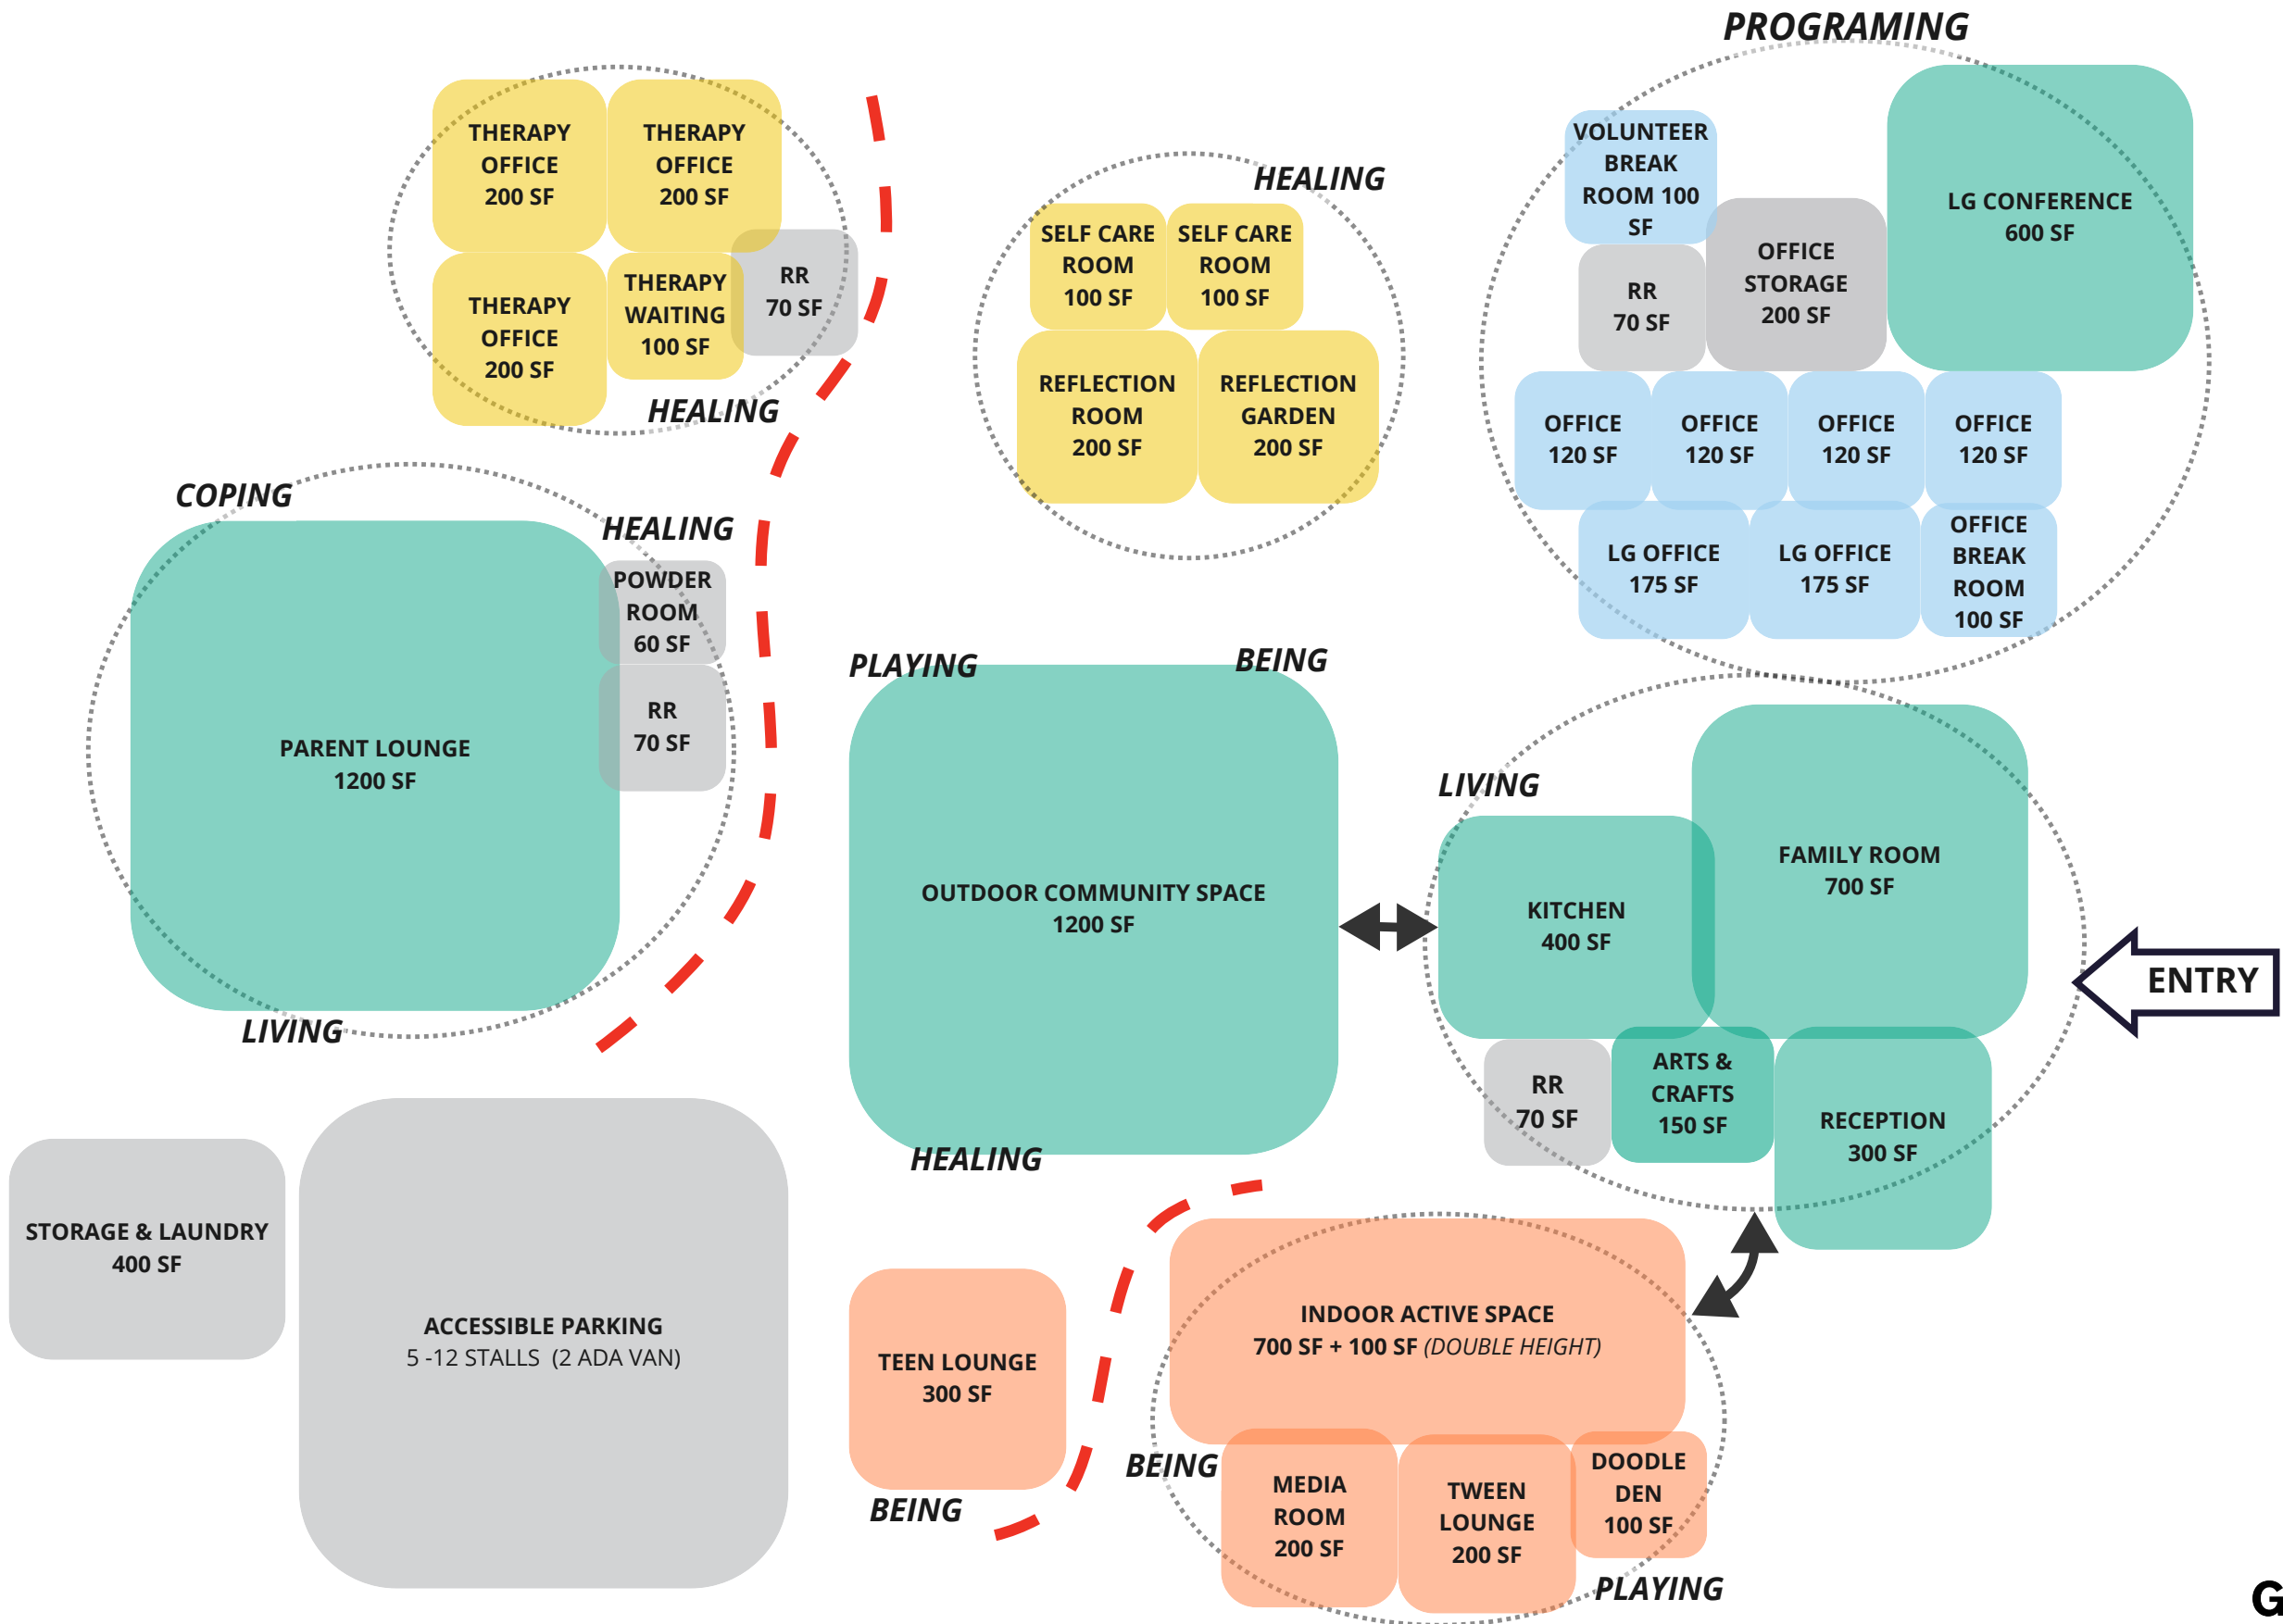 PROGRAMING
THERAPY
OFFICE
200 SF
THERAPY
OFFICE
200 SF
THERAPY
OFFICE
200 SF
THERAPY
WAITING
100 SF
RR
70 SF
HEALING
HEALING
SELF CARE
ROOM
100 SF
SELF CARE
ROOM
100 SF
REFLECTION
ROOM
200 SF
REFLECTION
GARDEN
200 SF
VOLUNTEER
BREAK
ROOM 100
SF
RR
70 SF
OFFICE
STORAGE
200 SF
LG CONFERENCE
600 SF
OFFICE
120 SF
OFFICE
120 SF
OFFICE
120 SF
OFFICE
120 SF
LG OFFICE
175 SF
LG OFFICE
175 SF
OFFICE
BREAK
ROOM
100 SF
COPING
HEALING
POWDER
ROOM
60 SF
RR
70 SF
PARENT LOUNGE
1200 SF
LIVING
PLAYING
BEING
OUTDOOR COMMUNITY SPACE
1200 SF
HEALING
LIVING
KITCHEN
400 SF
FAMILY ROOM
700 SF
ENTRY
RR
70 SF
ARTS &
CRAFTS
150 SF
RECEPTION
300 SF
STORAGE & LAUNDRY
400 SF
ACCESSIBLE PARKING
5 -12 STALLS (2 ADA VAN)
TEEN LOUNGE
300 SF
BEING
INDOOR ACTIVE SPACE
700 SF + 100 SF (DOUBLE HEIGHT)
BEING
MEDIA
ROOM
200 SF
TWEEN
LOUNGE
200 SF
DOODLE
DEN
100 SF
PLAYING
G